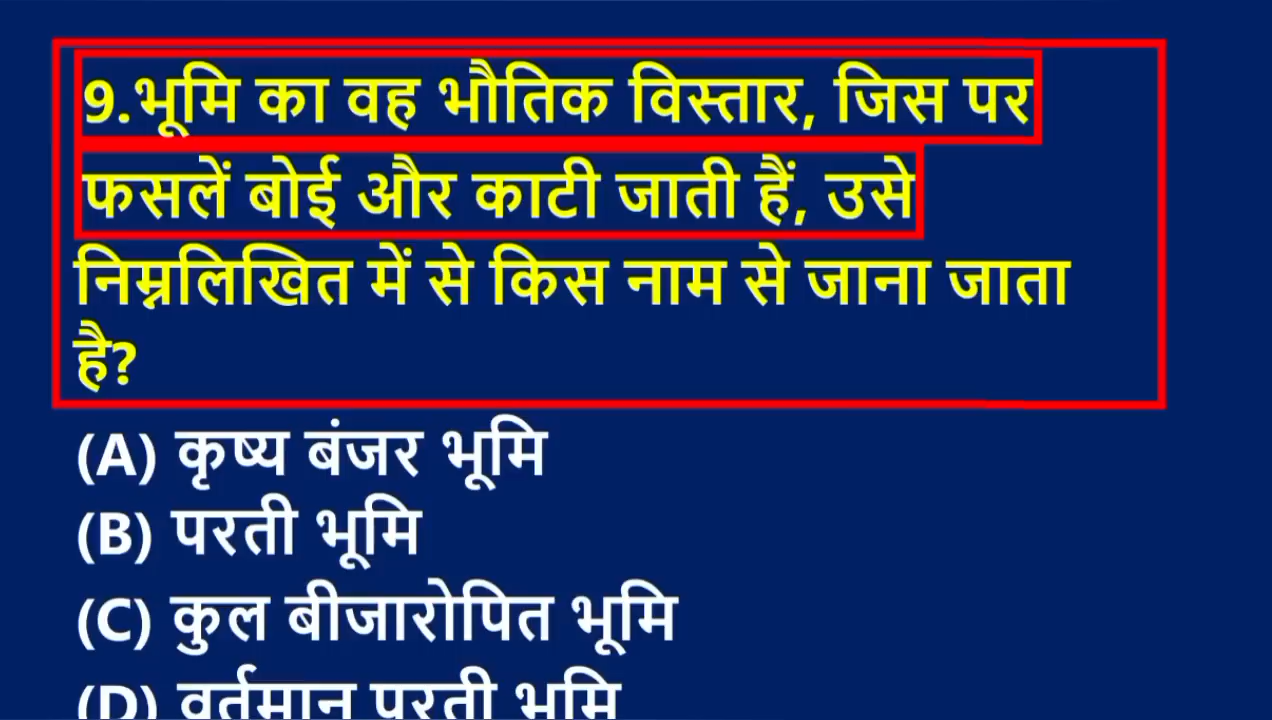 9.भूमि का वह भौतिक विस्तार, जिस पर
फसलें बोई और काटी जाती हैं, उसे
निम्नलिखित में से किस नाम से जाना जाता
है?
(A) कृष्य बंजर भूमि
(B) परती भूमि
(C) कुल बीजारोपित भूमि
(D) वर्तमान परती भूमि